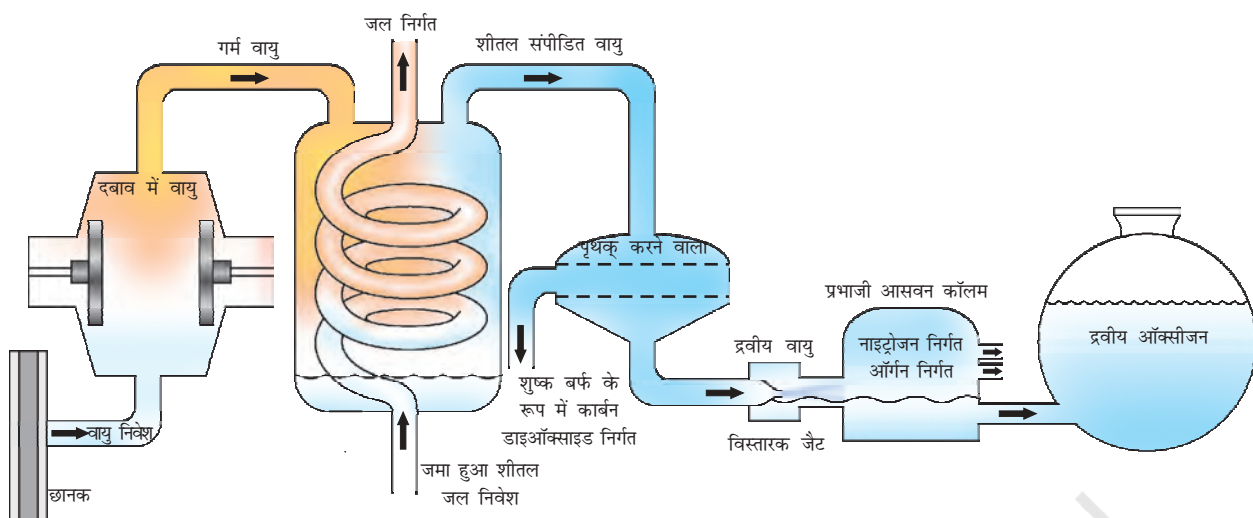 जल निर्गत
गर्म वायु
शीतल संपीडित वायु
दबाव में वायु
पृथक् करने वाला
प्रभाजी आसवन कॉलम
नाइट्रोजन निर्गत
ऑर्गन निर्गत
द्रवीय ऑक्सीजन
द्रवीय वायु
शुष्क बर्फ के
रूप में कार्बन
डाइऑक्साइड निर्गत
विस्तारक जैट
वायु निवेश
जमा हुआ शीतल
जल निवेश
छानक